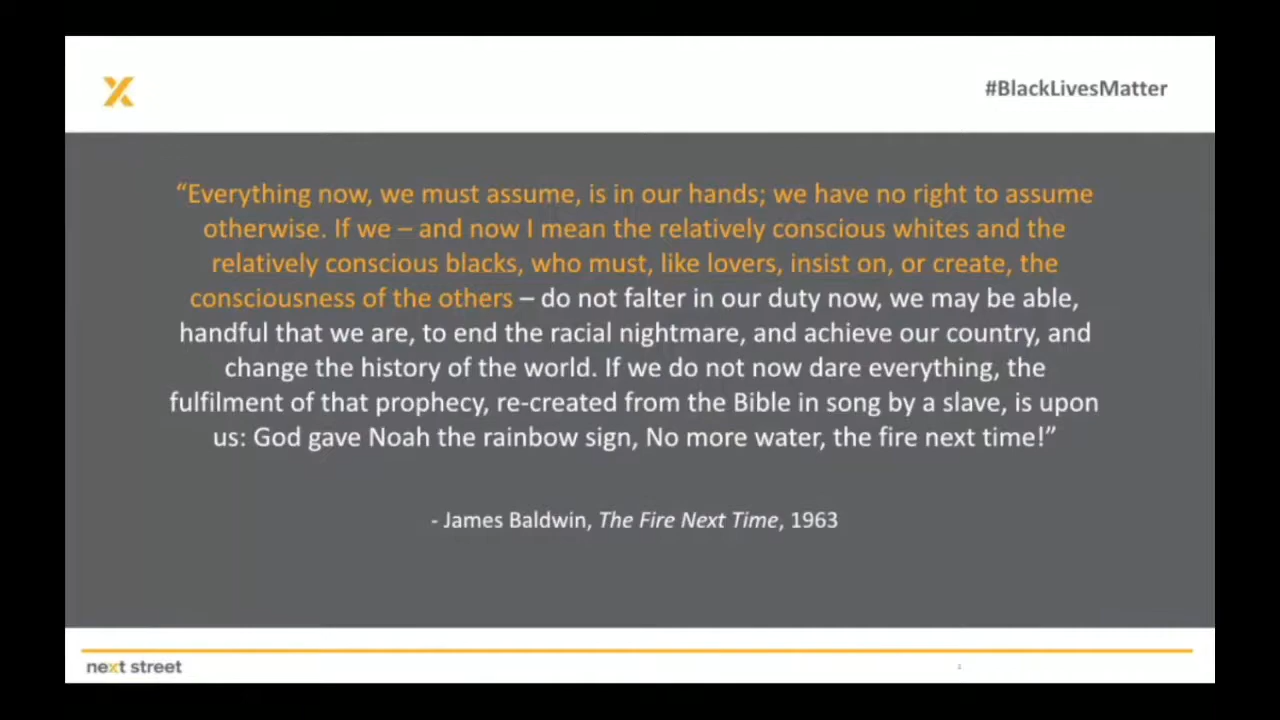 #BlackLivesMatter
“Everything now, we must assume, is in our hands; we have no right to assume
otherwise. If we – and now I mean the relatively conscious whites and the
relatively conscious blacks, who must, like lovers, insist on, or create, the
consciousness of the others – do not falter in our duty now, we may be able,
handful that we are, to end the racial nightmare, and achieve our country, and
change the history of the world. If we do not now dare everything, the
fulfilment of that prophecy, re-created from the Bible in song by a slave, is upon
us: God gave Noah the rainbow sign, No more water, the fire next time!”
- James Baldwin, The Fire Next Time, 1963
next street